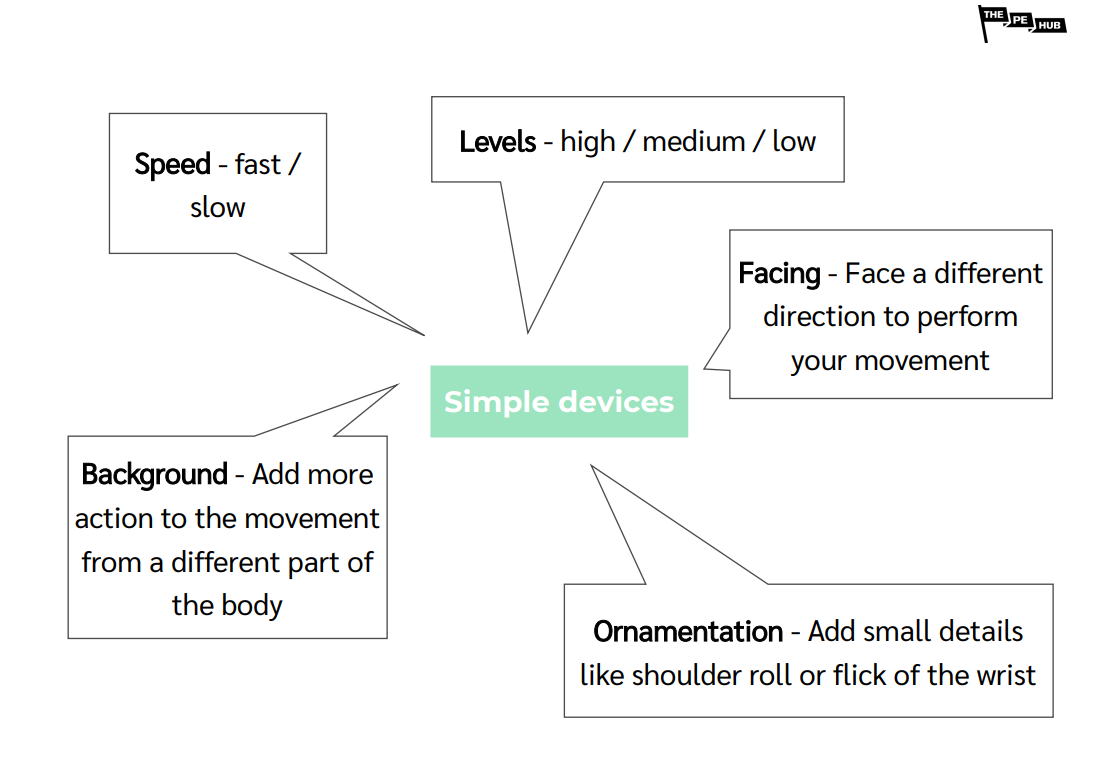 THE PE HUB
Levels - high / medium / low
Speed - fast /
slow
Facing - Face a different
direction to perform
your movement
Simple devices
Background - Add more
action to the movement
from a different part of
the body
Ornamentation - Add small details
like shoulder roll or flick of the wrist